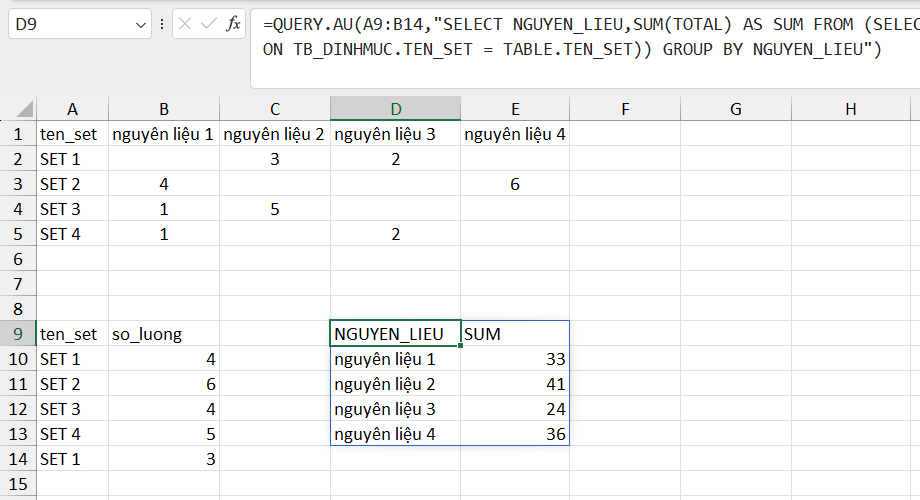 D9 fx =QUERY.AU(A9:B14,"SELECT NGUYEN_LIEU,SUM(TOTAL) AS SUM FROM (SELEC
ON TB_DINHMUC.TEN_SET = TABLE.TEN_SET)) GROUP BY NGUYEN_LIEU")
A B C D E F G H
1 ten_set nguyên liệu 1 nguyên liệu 2 nguyên liệu 3 nguyên liệu 4
2 SET 1 3 2
3 SET 2 4 6
4 SET 3 1 5
5 SET 4 1 2
6
7
8
9 ten_set so_luong NGUYEN_LIEU SUM
10 SET 1 4 nguyên liệu 1 33
11 SET 2 6 nguyên liệu 2 41
12 SET 3 4 nguyên liệu 3 24
13 SET 4 5 nguyên liệu 4 36
14 SET 1 3
15